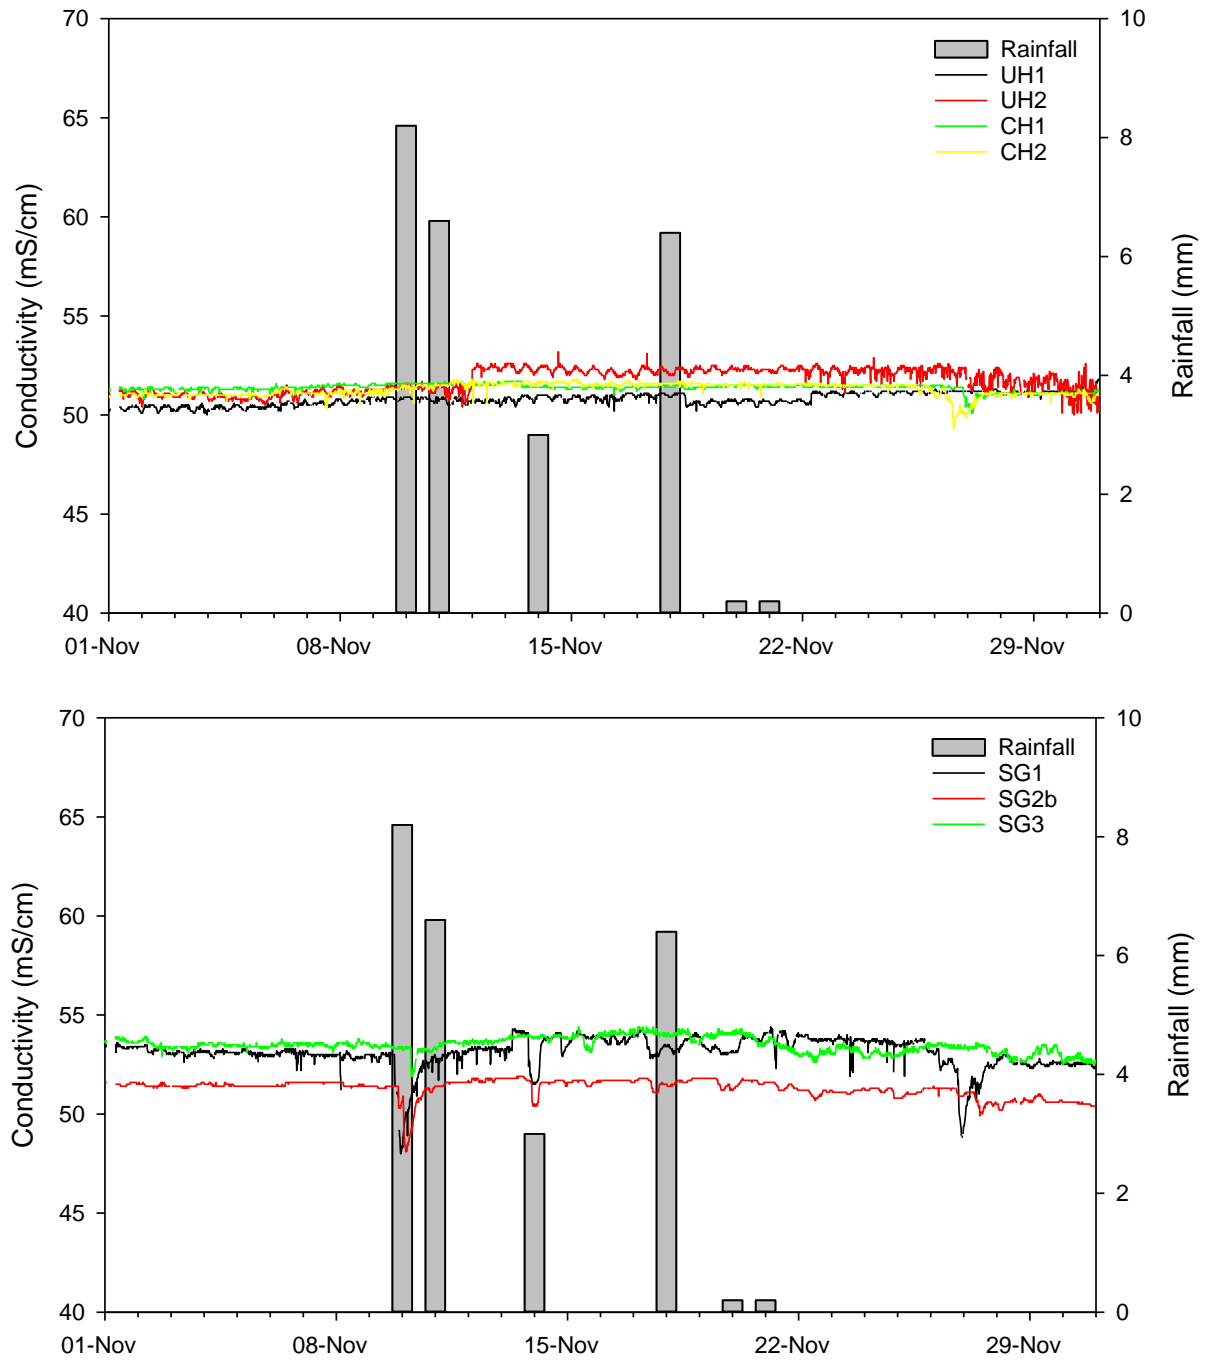 70
65
60
55
50
45
40
Conductivity (mS/cm)
10
8
6
4
2
0
Rainfall (mm)
Rainfall
UH1
UH2
CH1
CH2
01-Nov 08-Nov 15-Nov 22-Nov 29-Nov
70
65
60
55
50
45
40
Conductivity (mS/cm)
10
8
6
4
2
0
Rainfall (mm)
Rainfall
SG1
SG2b
SG3
01-Nov 08-Nov 15-Nov 22-Nov 29-Nov